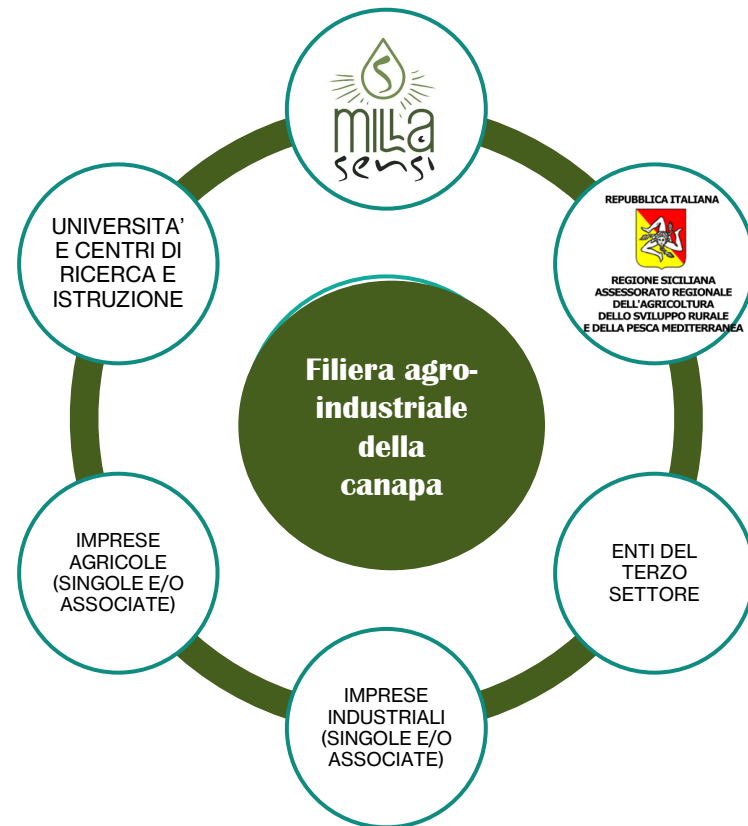 MILLA
sensi
REPUBBLICA ITALIANA
REGIONE SICILIANA
ASSESSORATO REGIONALE
DELL'AGRICOLTURA
DELLO SVILUPPO RURALE
E DELLA PESCA MEDITERRANEA
UNIVERSITA'
E CENTRI DI
RICERCA E
ISTRUZIONE
Filiera agro-
industriale
della
canapa
IMPRESE
AGRICOLE
(SINGOLE E/O
ASSOCIATE)
ENTI DEL
TERZO
SETTORE
IMPRESE
INDUSTRIALI
(SINGOLE E/O
ASSOCIATE)